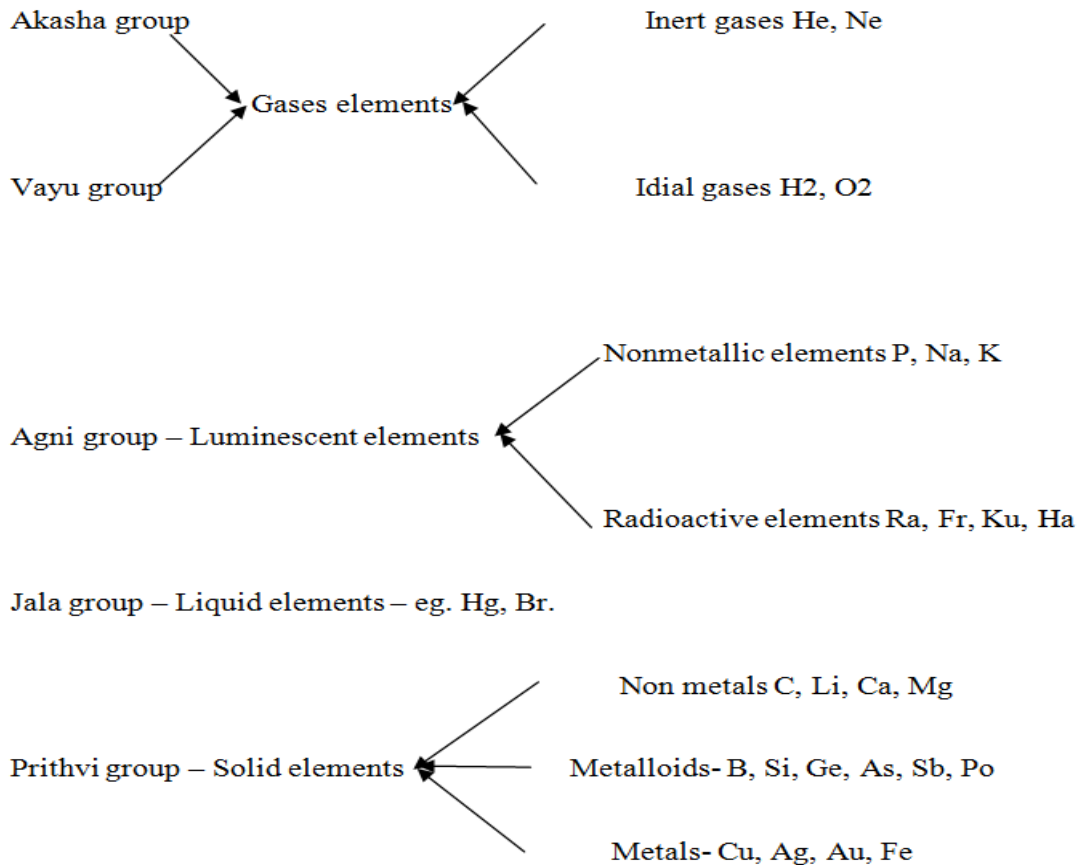 Akasha group
Inert gases He, Ne
Gases elements
Vayu group
Idial gases H2, O2
Nonmetallic elements P, Na, K
Agni group – Luminescent elements
Radioactive elements Ra, Fr, Ku, Ha
Jala group – Liquid elements – eg. Hg, Br.
Non metals C, Li, Ca, Mg
Prithvi group – Solid elements
Metalloids- B, Si, Ge, As, Sb, Po
Metals- Cu, Ag, Au, Fe